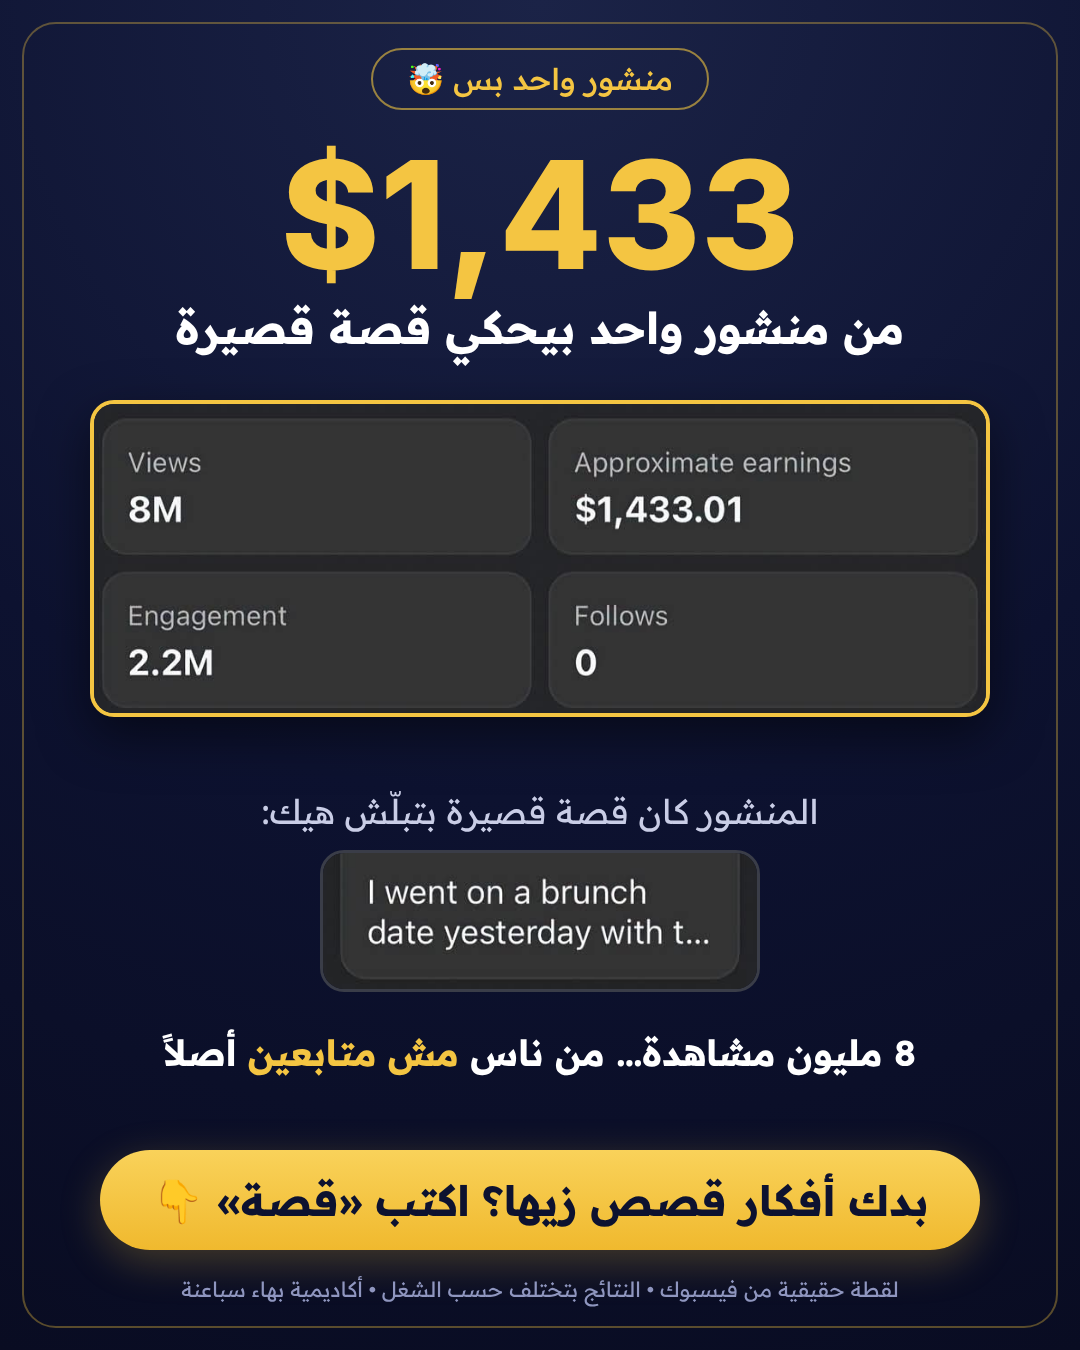 منشور واحد بس 🤯
$1,433
من منشور واحد بيحكي قصة قصيرة
Views
8M
Approximate earnings
$1,433.01
Engagement
2.2M
Follows
0
المنشور كان قصة قصيرة بتبلّش هيك:
I went on a brunch
date yesterday with t...
8 مليون مشاهدة... من ناس مش متابعين أصلاً
بدك أفكار قصص زيها؟ اكتب «قصة» 👇
لقطة حقيقية من فيسبوك • النتائج بتختلف حسب الشغل • أكاديمية بهاء سباعنة